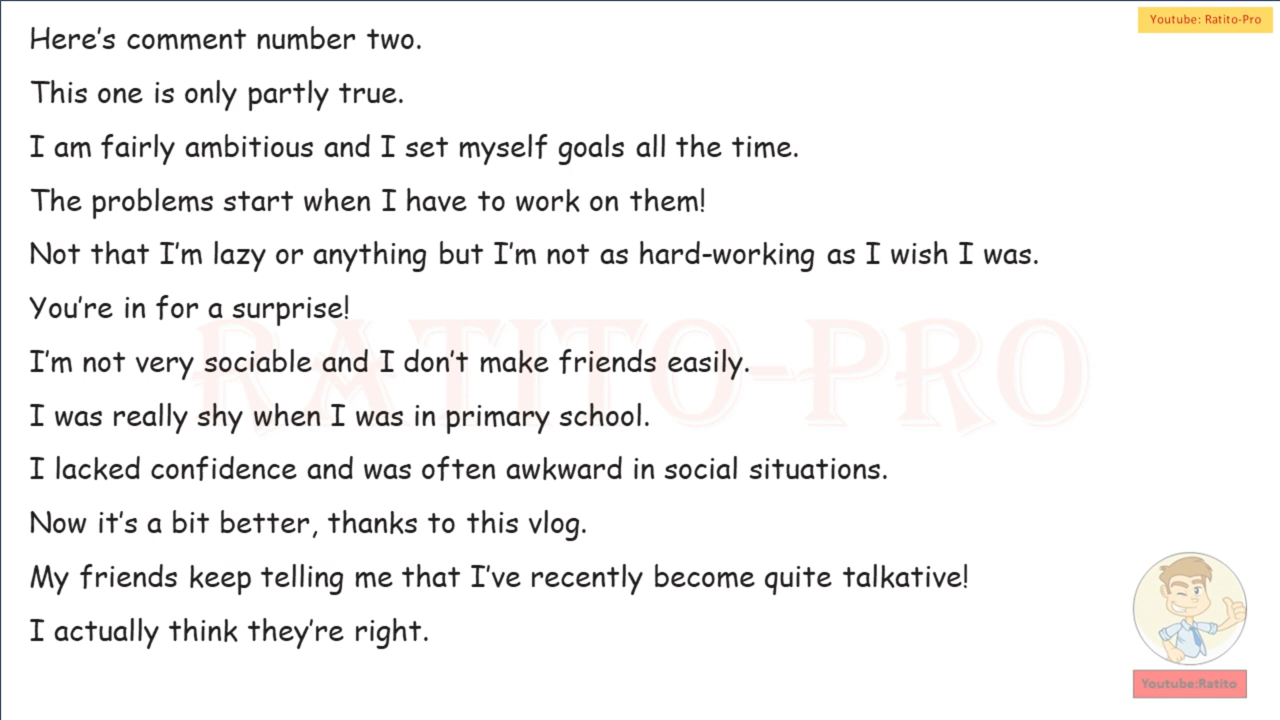 Youtube: Ratito-Pro
Here's comment number two.
This one is only partly true.
I am fairly ambitious and I set myself goals all the time.
The problems start when I have to work on them!
Not that I'm lazy or anything but I'm not as hard-working as I wish I was.
You're in for a surprise!
RATITO-PRO
I'm not very sociable and I don't make friends easily.
I was really shy when I was in primary school.
I lacked confidence and was often awkward in social situations.
Now it's a bit better, thanks to this vlog.
My friends keep telling me that I've recently become quite talkative!
I actually think they're right.
Youtube:Ratito